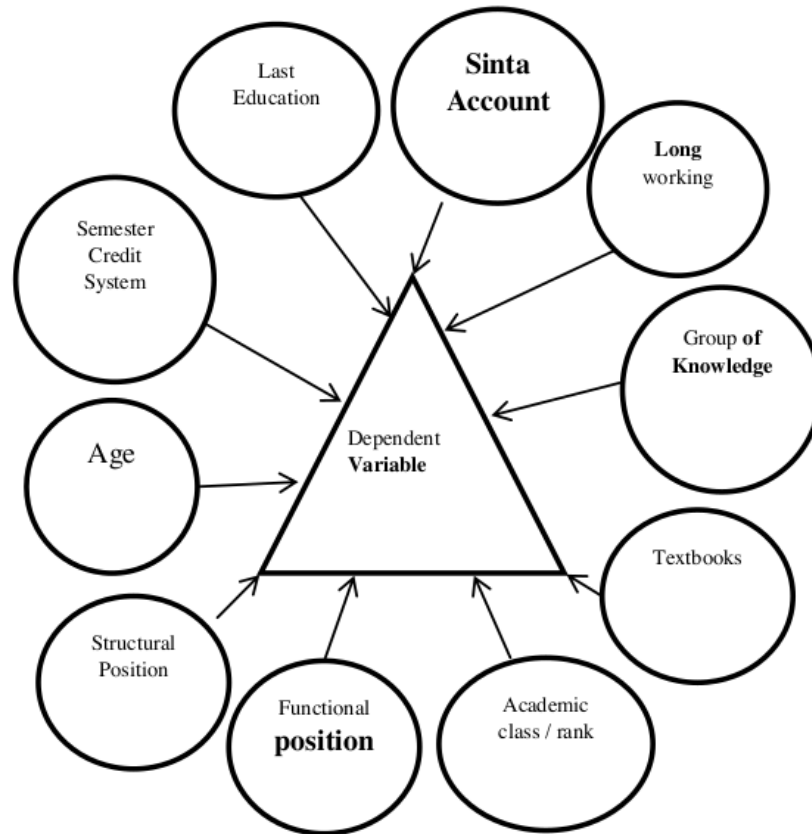 Last
Education
Sinta
Account
Long
working
Semester
Credit
System
Group of
Knowledge
Age
Dependent
Variable
Textbooks
Structural
Position
Functional
position
Academic
class / rank